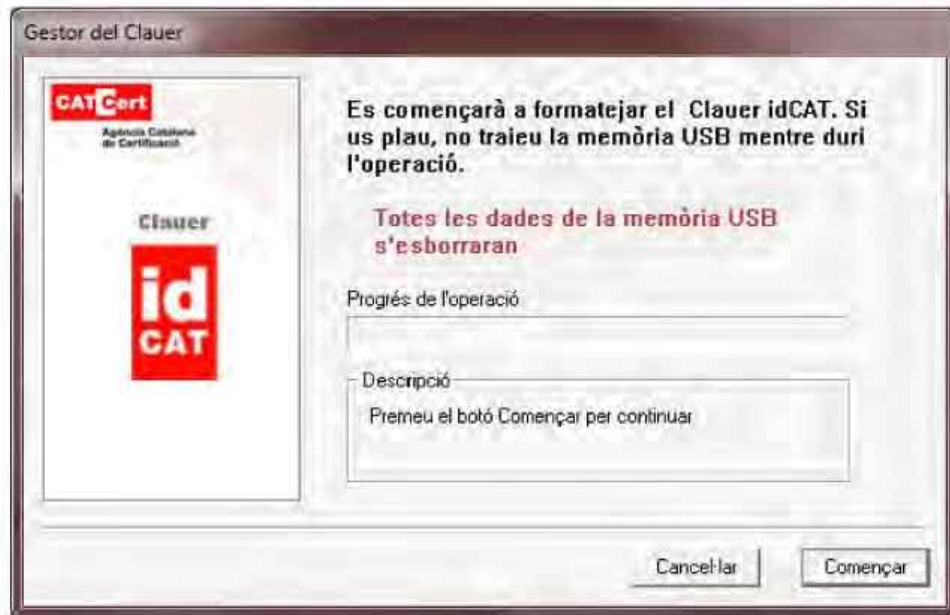 Gestor del Clauer
CATCert
Agència Catalana
de Certificació
Clauer
id
CAT
Es començarà a formatejar el Clauer idCAT. Si
us plau, no traieu la memòria USB mentre duri
l'operació.
Totes les dades de la memòria USB
s'esborraran
Progrés de l'operació
Descripció
Premeu el botó Començar per continuar
Cancel·lar
Començar